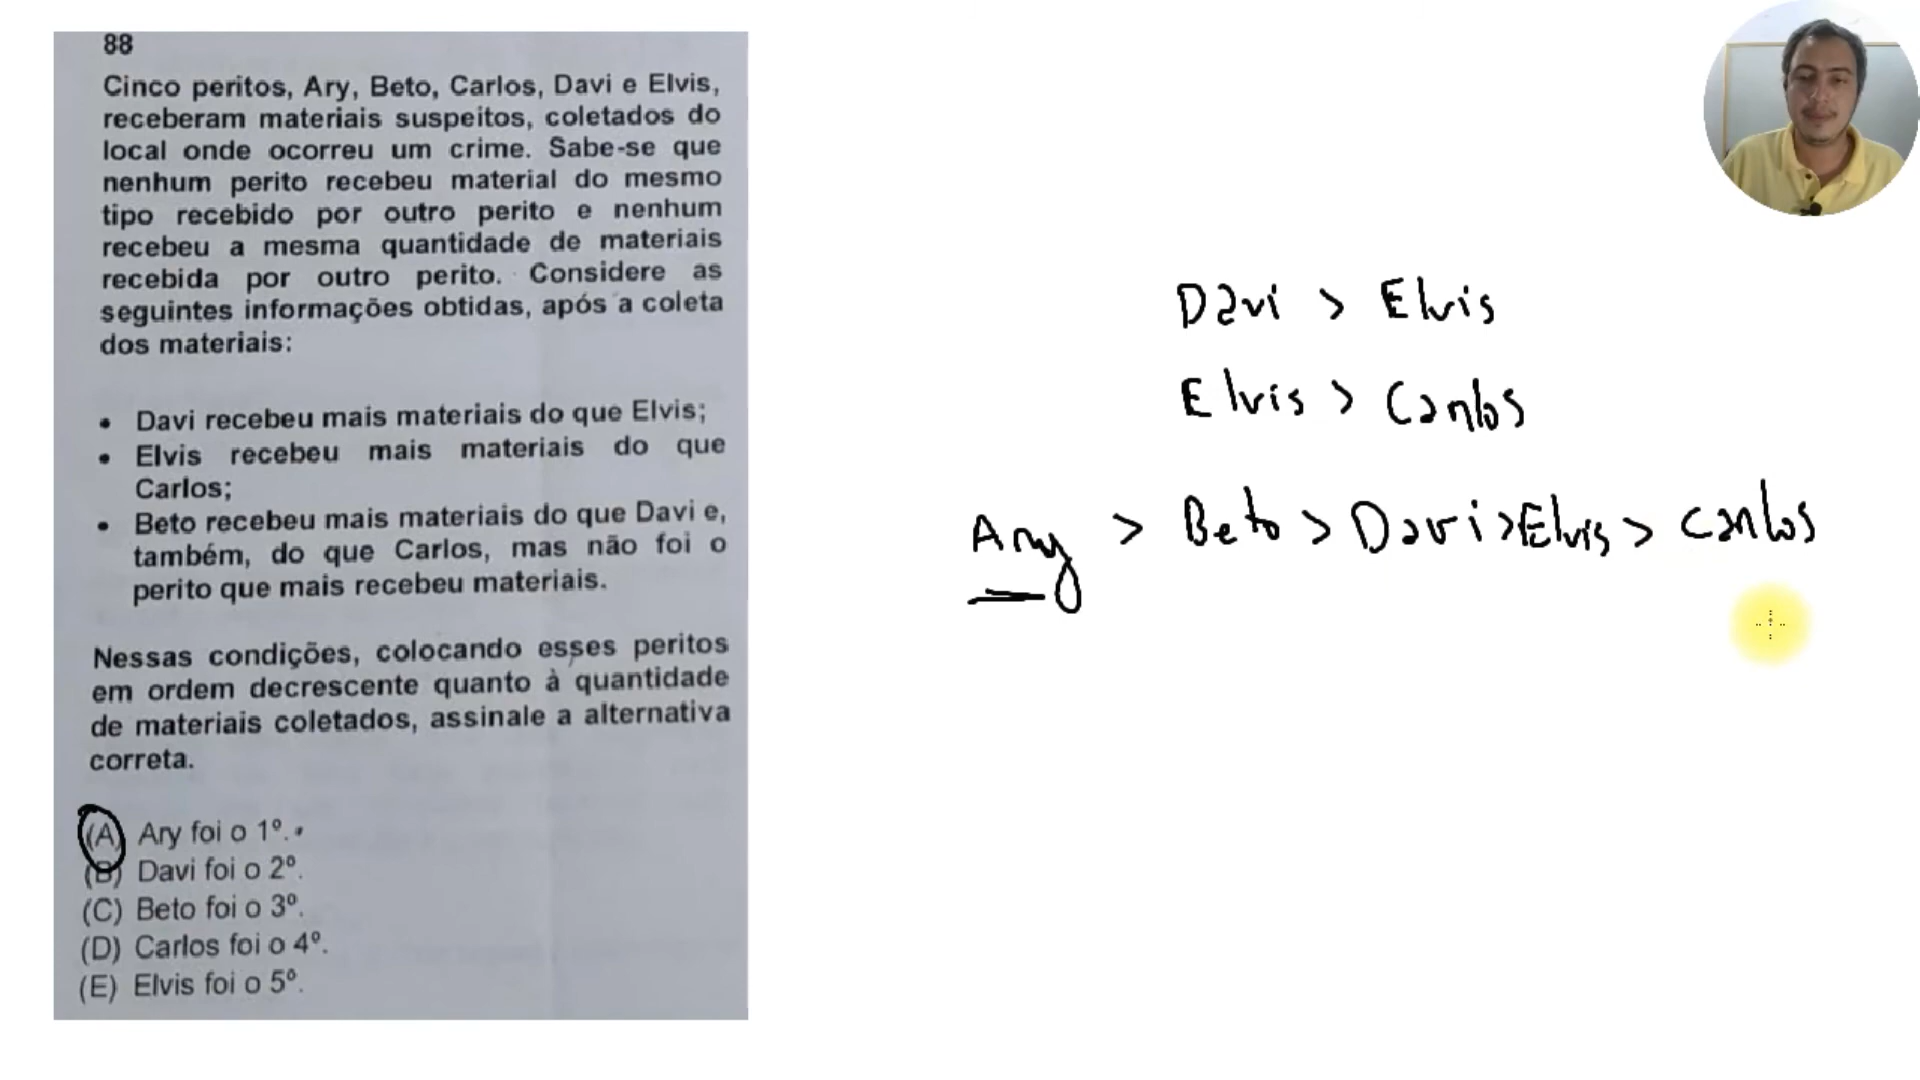 88
Cinco peritos, Ary, Beto, Carlos, Davi e Elvis,
receberam materiais suspeitos, coletados do
local onde ocorreu um crime. Sabe-se que
nenhum perito recebeu material do mesmo
tipo recebido por outro perito e nenhum
recebeu a mesma quantidade de materiais
recebida por outro perito. Considere as
seguintes informações obtidas, após a coleta
dos materiais:
• Davi recebeu mais materiais do que Elvis;
• Elvis recebeu mais materiais do que
Carlos;
• Beto recebeu mais materiais do que Davi e,
também, do que Carlos, mas não foi o
perito que mais recebeu materiais.
Nessas condições, colocando esses peritos
em ordem decrescente quanto à quantidade
de materiais coletados, assinale a alternativa
correta.
(A) Ary foi o 1º.
(B) Davi foi o 2º.
(C) Beto foi o 3º.
(D) Carlos foi o 4º.
(E) Elvis foi o 5º.
Davi > Elvis
Elvis > Carlos
Ary > Beto > Davi > Elvis > Carlos